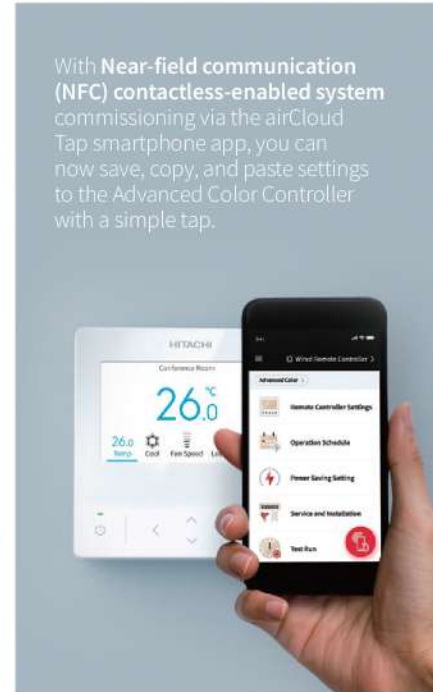 With Near-field communication
(NFC) contactless-enabled system
commissioning via the airCloud
Tap smartphone app, you can
now save, copy, and paste settings
to the Advanced Color Controller
with a simple tap.
HITACHI
Conference Room
26.0 °C
26.0
Temp Cool Fan Speed
Wired Remote Controller >
Advanced Color >
Remote Controller Settings
Operation Schedule
Power Saving Setting
Service and Installation
Test Run